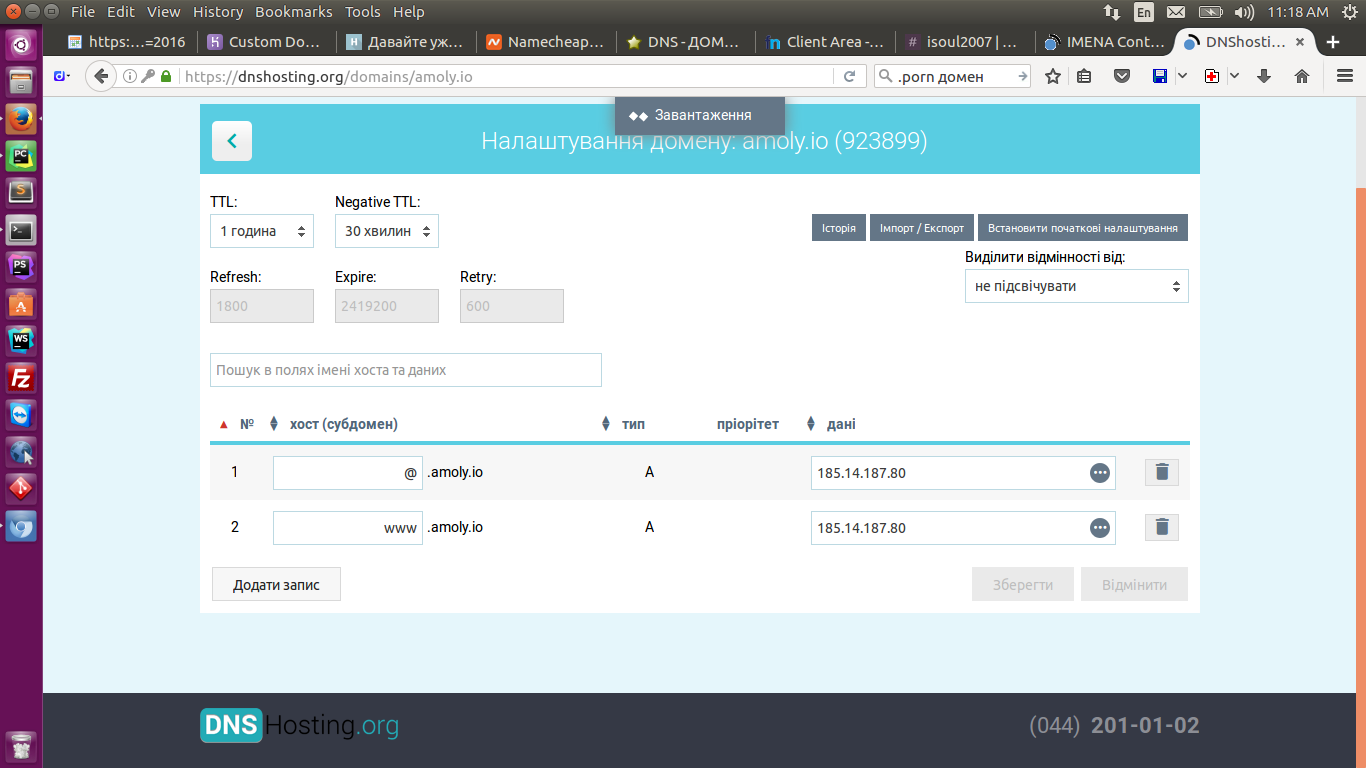 File Edit View History Bookmarks Tools Help
En
11:18 AM
https:...=2016
Custom Do...
Давайте уж...
Namecheap...
DNS - ДОМ...
Client Area -...
isoul2007 | ...
IMENA Cont...
DNShosti...
https://dnshosting.org/domains/amoly.io
.porn домен
Завантаження
Налаштування домену: amoly.io (923899)
TTL:
Negative TTL:
1 година
30 хвилин
Історія
Імпорт / Експорт
Встановити початкові налаштування
Виділити відмінності від:
не підсвічувати
Refresh:
Expire:
Retry:
1800
2419200
600
Пошук в полях імені хоста та даних
№ хост (субдомен) тип пріорітет дані
1 @ .amoly.io A 185.14.187.80
2 www .amoly.io A 185.14.187.80
Додати запис
Зберегти
Відмінити
DNSHosting.org
(044) 201-01-02